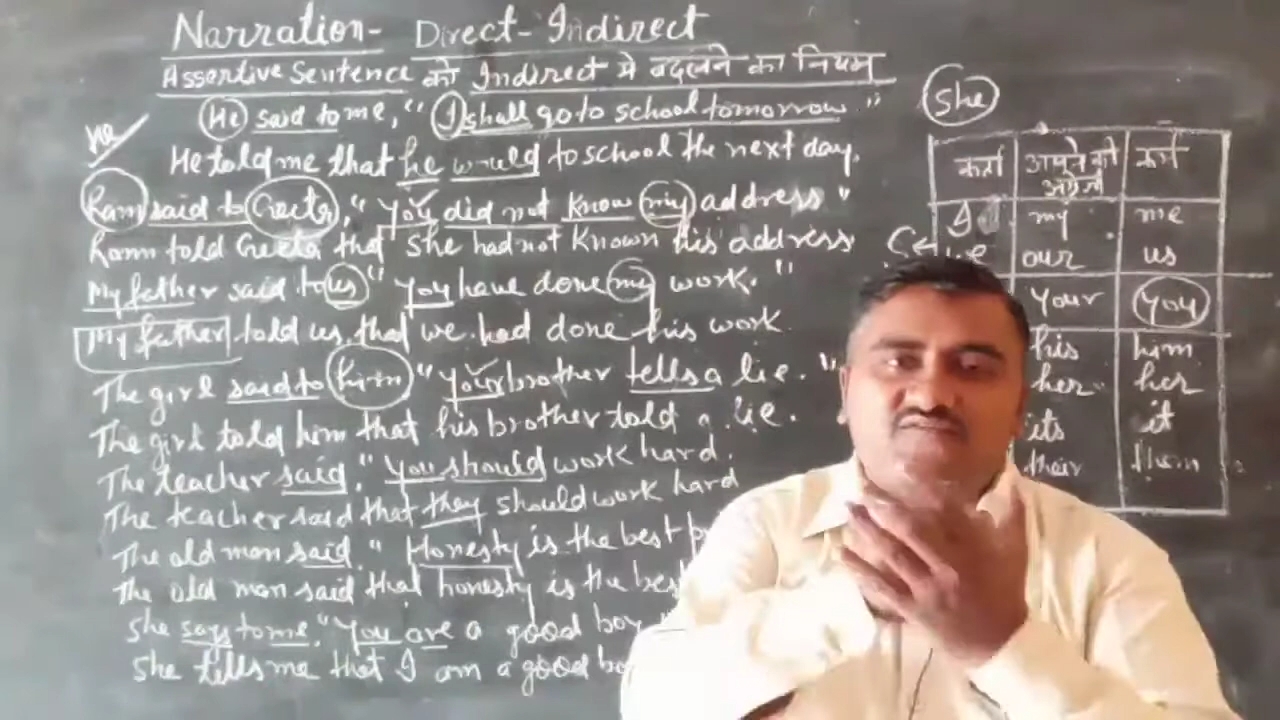 Narration- Direct-Indirect
Assertive Sentence को Indirect मे बदलने का नियम
He said to me, "I shall go to school tomorrow."
he
He told me that he would to school the next day.
Ram said to Geeta, "you did not know my address"
Ram told Geeta that she had not known his address
My father said to us "you have done my work."
My father told us that we had done his work
The girl said to him "your brother tells a lie."
The girl told him that his brother told a lie.
The teacher said, "you should work hard.
The teacher said that they should work hard
The old man said, " Honesty is the best
The old man said that honesty is the best
She says to me, "you are a good boy
She tells me that I am a good
She
कर्ता
कर्म
I my me
our us
your you
his him
her her
its it
their them